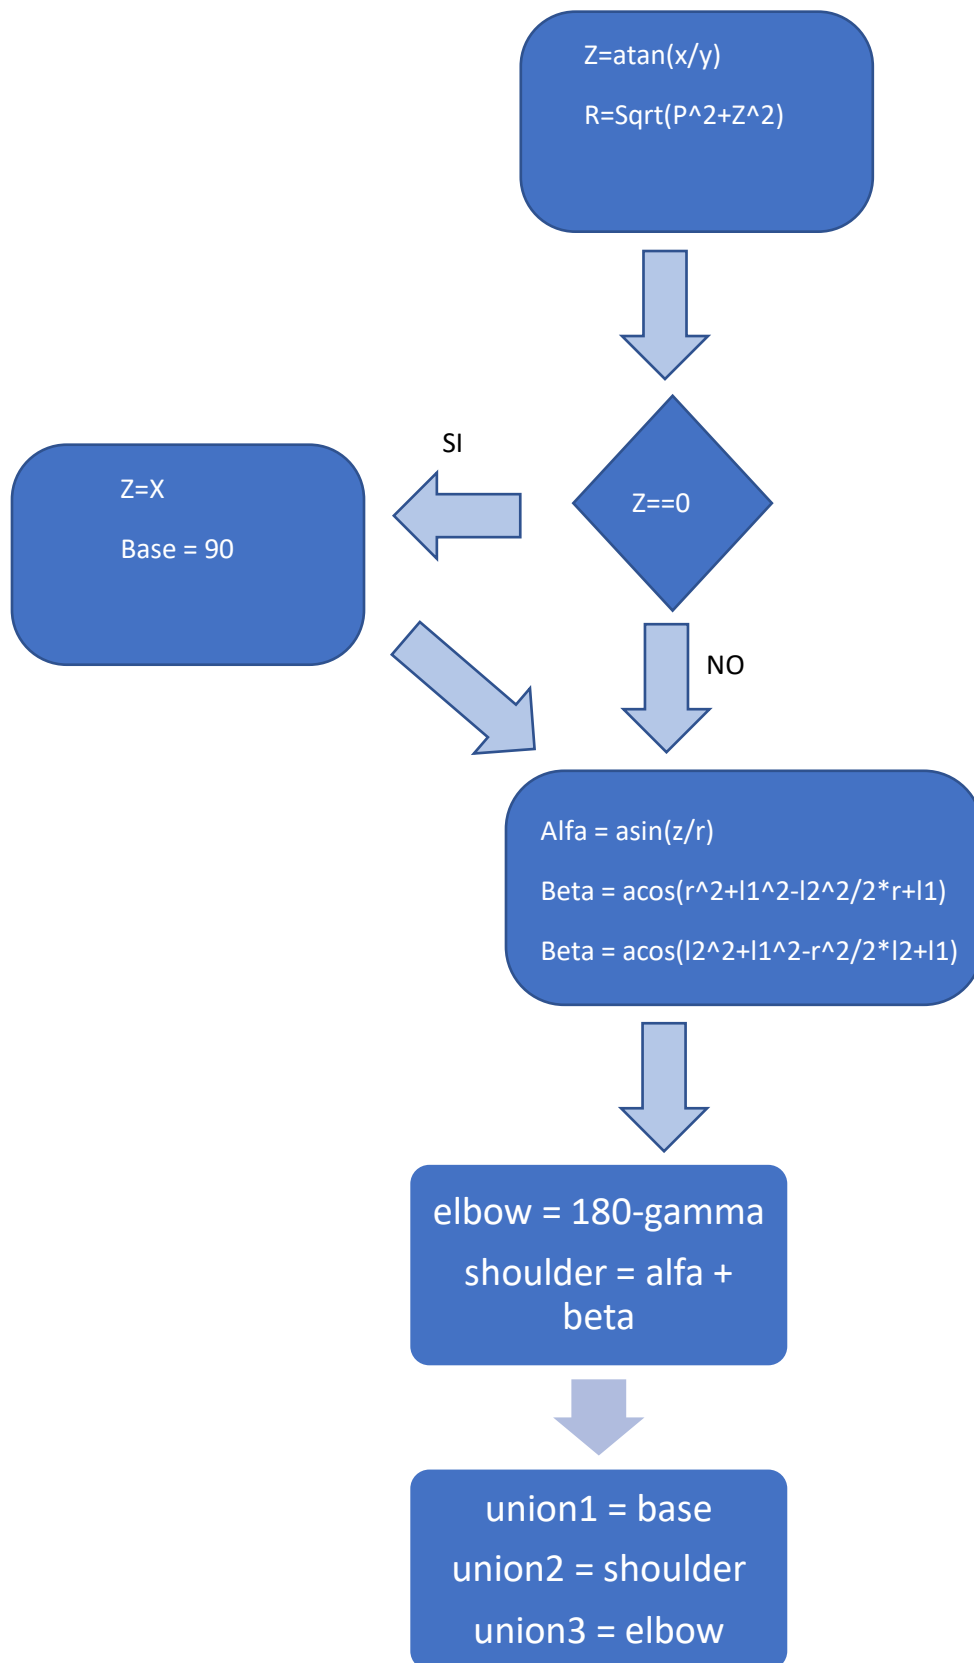 Z=atan(x/y)
R=Sqrt(P^2+Z^2)
SI
Z==0
Z=X
Base = 90
NO
Alfa = asin(z/r)
Beta = acos(r^2+l1^2-l2^2/2*r+l1)
Beta = acos(l2^2+l1^2-r^2/2*l2+l1)
elbow = 180-gamma
shoulder = alfa +
beta
union1 = base
union2 = shoulder
union3 = elbow